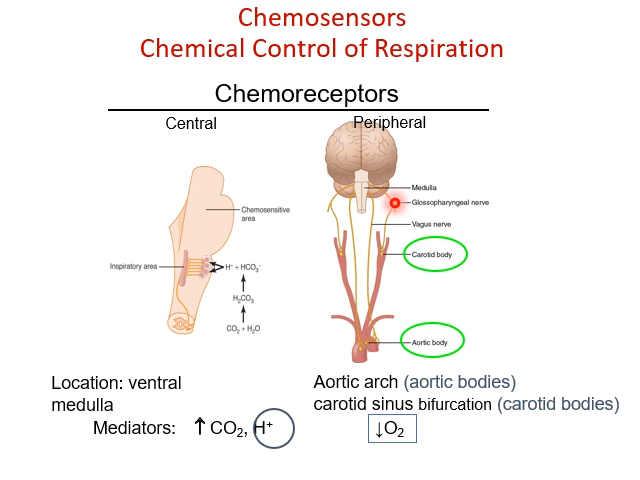 Chemosensors
Chemical Control of Respiration
Chemoreceptors
Central
Peripheral
Chemosensitive
area
Inspiratory area
H⁺ + HCO₃⁻
H₂CO₃
CO₂ + H₂O
Medulla
Glossopharyngeal nerve
Vagus nerve
Carotid body
Aortic body
Location: ventral
medulla
Mediators: ↑ CO₂, H⁺
Aortic arch (aortic bodies)
carotid sinus bifurcation (carotid bodies)
↓O₂